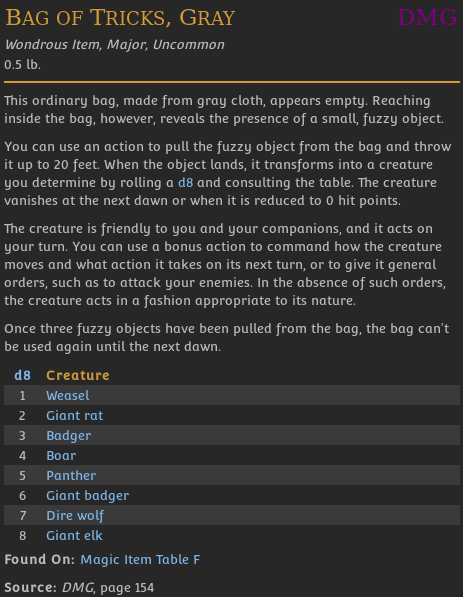 Bag of Tricks, Gray DMG
Wondrous Item, Major, Uncommon
0.5 lb.
This ordinary bag, made from gray cloth, appears empty. Reaching
inside the bag, however, reveals the presence of a small, fuzzy object.
You can use an action to pull the fuzzy object from the bag and throw
it up to 20 feet. When the object lands, it transforms into a creature
you determine by rolling a d8 and consulting the table. The creature
vanishes at the next dawn or when it is reduced to 0 hit points.
The creature is friendly to you and your companions, and it acts on
your turn. You can use a bonus action to command how the creature
moves and what action it takes on its next turn, or to give it general
orders, such as to attack your enemies. In the absence of such orders,
the creature acts in a fashion appropriate to its nature.
Once three fuzzy objects have been pulled from the bag, the bag can't
be used again until the next dawn.
d8 Creature
1 Weasel
2 Giant rat
3 Badger
4 Boar
5 Panther
6 Giant badger
7 Dire wolf
8 Giant elk
Found On: Magic Item Table F
Source: DMG, page 154